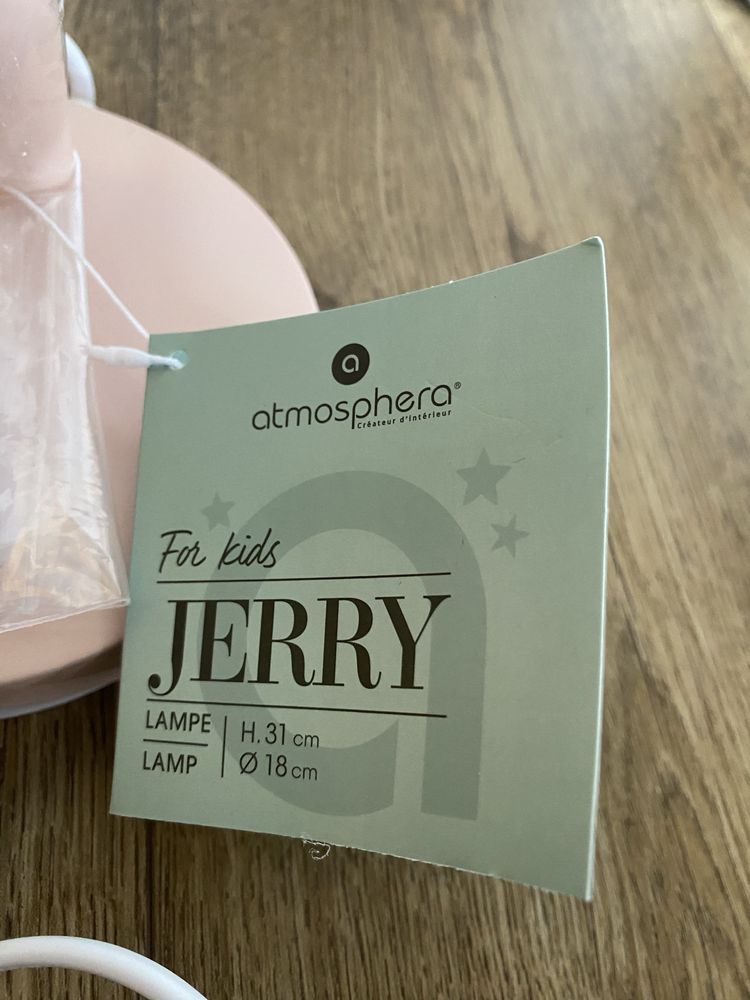 a
atmosphera®
Créateur d'intérieur
For kids
JERRY
LAMPE
LAMP
H. 31 cm
Ø 18 cm